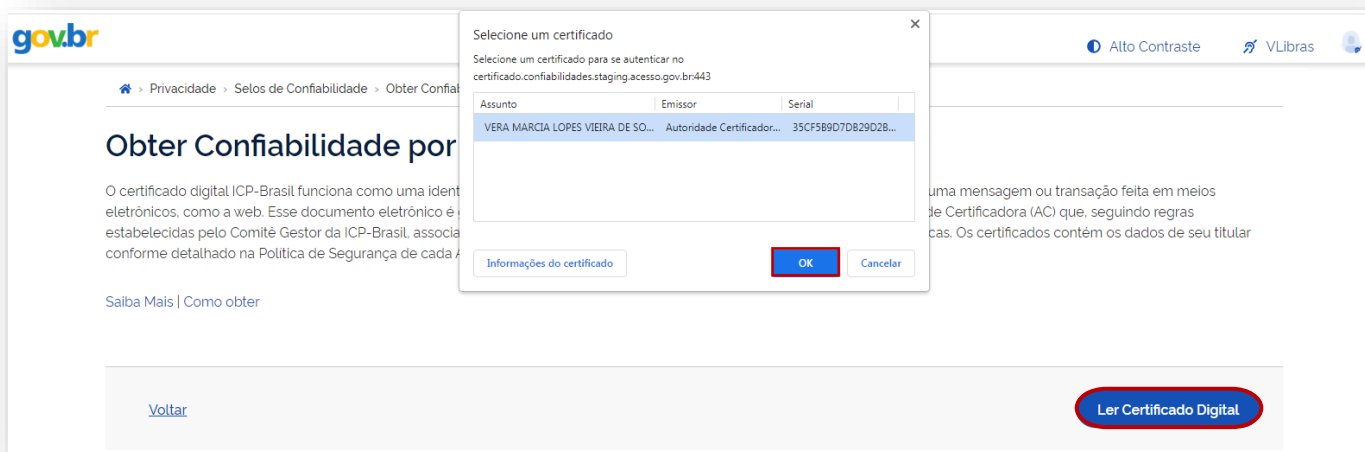 gov.br
Alto Contraste
VLibras
Privacidade > Selos de Confiabilidade > Obter Confia
Selecione um certificado
Selecione um certificado para se autenticar no
certificado.confiabilidades.staging.acesso.gov.br:443
Assunto Emissor Serial
VERA MARCIA LOPES VIEIRA DE SO... Autoridade Certificador... 35CF5B9D7DB29D2B...
Informações do certificado
OK
Cancelar
Obter Confiabilidade por
O certificado digital ICP-Brasil funciona como uma ident uma mensagem ou transação feita em meios
eletrônicos, como a web. Esse documento eletrônico é de Certificadora (AC) que, seguindo regras
estabelecidas pelo Comitê Gestor da ICP-Brasil, associa cas. Os certificados contém os dados de seu titular
conforme detalhado na Política de Segurança de cada
Saiba Mais | Como obter
Voltar
Ler Certificado Digital